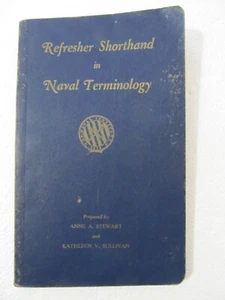 Refresher Shorthand
in
Naval Terminology
Prepared by
ANNE A. STEWART
and
KATHLEEN V. SULLIVAN